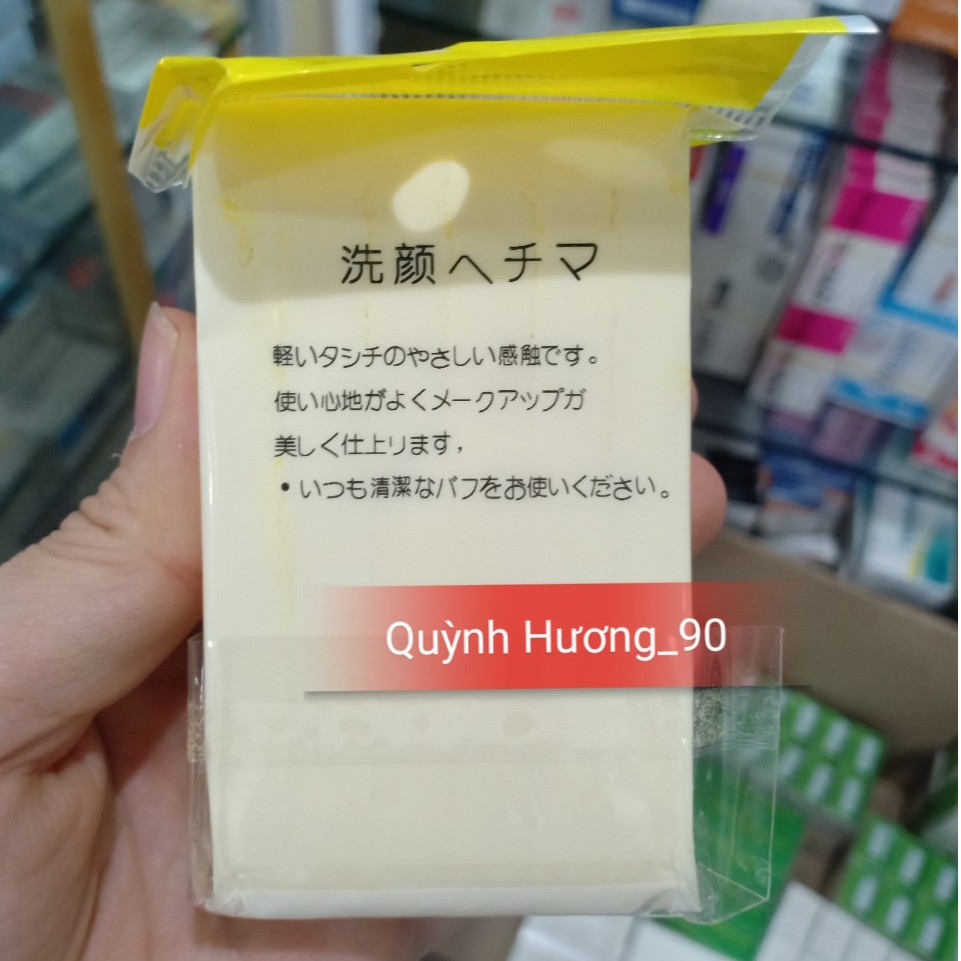 洗顔ヘチマ
軽いタシチのやさしい感触です。
使い心地がよくメークアップが
美しく仕上リます,
•いつも清潔なパフをお使いください。
Quỳnh Hương_90